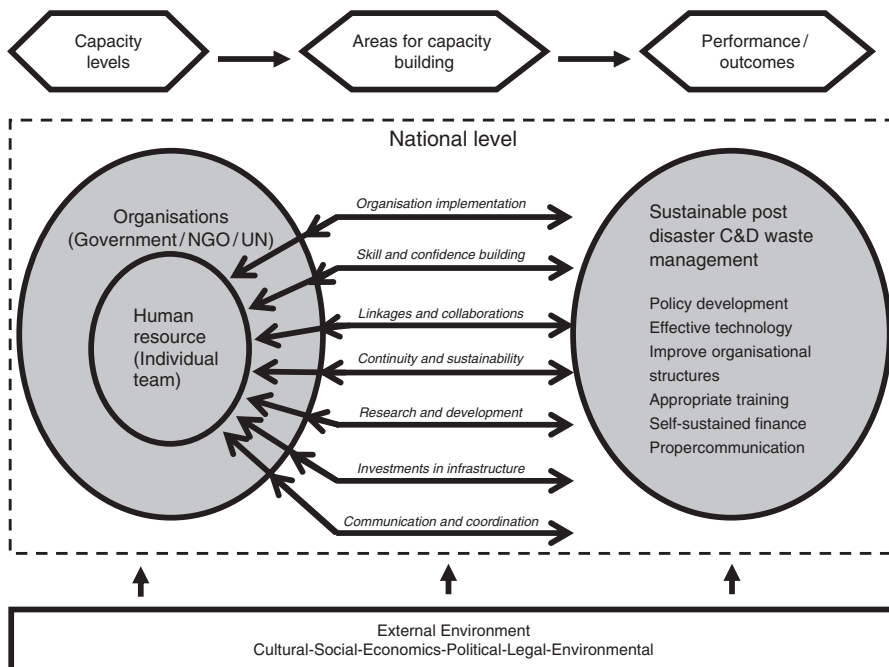 Capacity
levels
Areas for capacity
building
Performance/
outcomes
National level
Organisations
(Government/NGO/UN)
Human
resource
(Individual
team)
Organisation implementation
Skill and confidence building
Linkages and collaborations
Continuity and sustainability
Research and development
Investments in infrastructure
Communication and coordination
Sustainable post
disaster C&D waste
management
Policy development
Effective technology
Improve organisational
structures
Appropriate training
Self-sustained finance
Propercommunication
External Environment
Cultural-Social-Economics-Political-Legal-Environmental